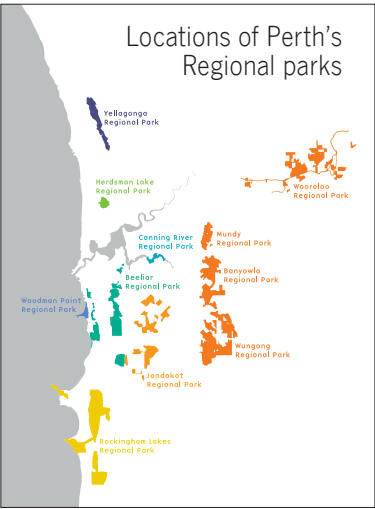 Locations of Perth's
Regional parks
Yellagonga
Regional Park
Herdsman Lake
Regional Park
Wooroloo
Regional Park
Canning River
Regional Park
Mundy
Regional Park
Banyowla
Regional Park
Beeliar
Regional Park
Woodman Point
Regional Park
Wungong
Regional Park
Jandakot
Regional Park
Rockingham Lakes
Regional Park